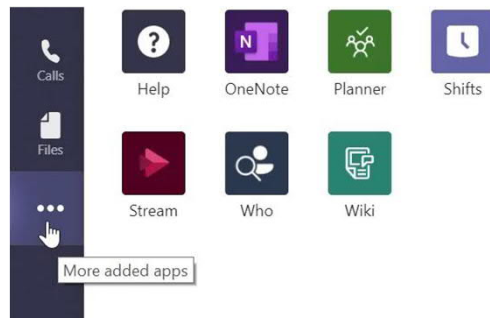 Calls
Help
OneNote
Planner
Shifts
Files
Stream
Who
Wiki
More added apps